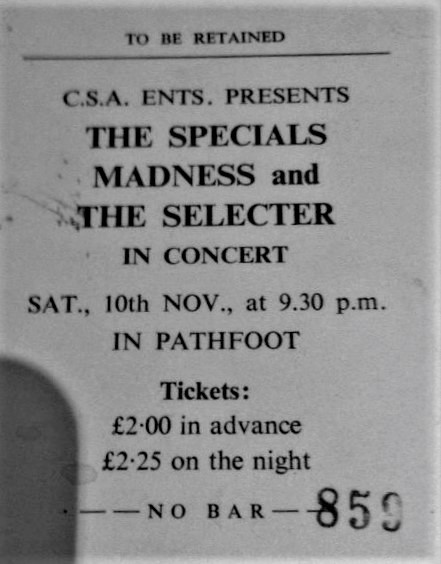 TO BE RETAINED
C.S.A. ENTS. PRESENTS
THE SPECIALS
MADNESS and
THE SELECTER
IN CONCERT
SAT., 10th NOV., at 9.30 p.m.
IN PATHFOOT
Tickets:
£2·00 in advance
£2·25 on the night
NO BAR 859